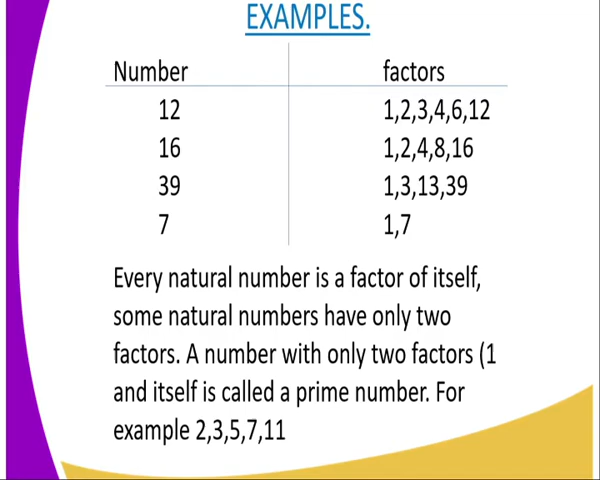 EXAMPLES.
Number factors
12 1,2,3,4,6,12
16 1,2,4,8,16
39 1,3,13,39
7 1,7
Every natural number is a factor of itself,
some natural numbers have only two
factors. A number with only two factors (1
and itself is called a prime number. For
example 2,3,5,7,11